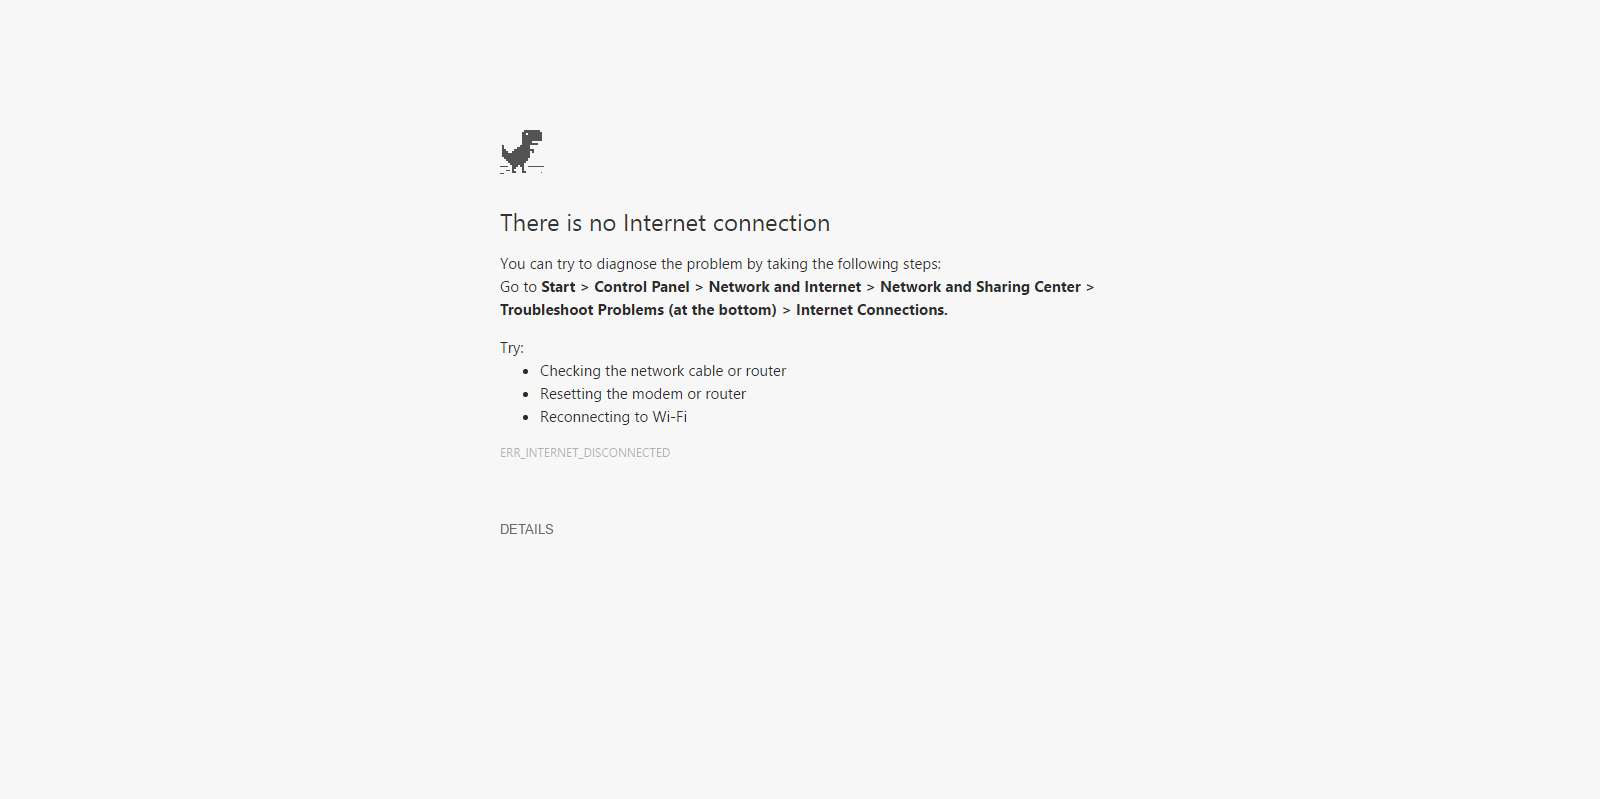 There is no Internet connection
You can try to diagnose the problem by taking the following steps:
Go to Start > Control Panel > Network and Internet > Network and Sharing Center >
Troubleshoot Problems (at the bottom) > Internet Connections.
Try:
• Checking the network cable or router
• Resetting the modem or router
• Reconnecting to Wi-Fi
ERR_INTERNET_DISCONNECTED
DETAILS